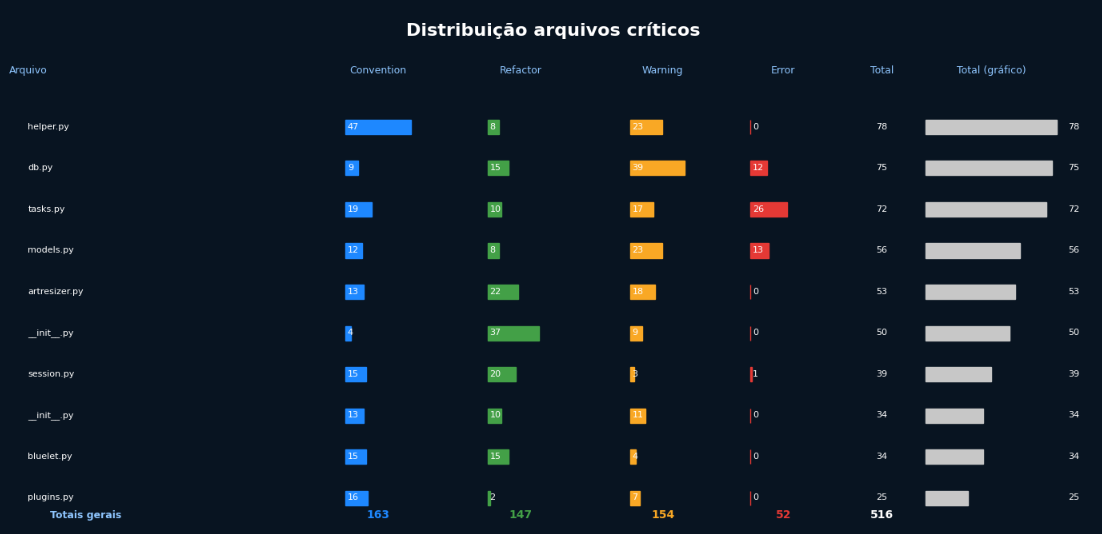 Distribuição arquivos críticos
Arquivo Convention Refactor Warning Error Total Total (gráfico)
helper.py 47 8 23 0 78 78
db.py 9 15 39 12 75 75
tasks.py 19 10 17 26 72 72
models.py 12 8 23 13 56 56
artresizer.py 13 22 18 0 53 53
__init__.py 4 37 9 0 50 50
session.py 15 20 3 1 39 39
__init__.py 13 10 11 0 34 34
bluelet.py 15 15 4 0 34 34
plugins.py 16 2 7 0 25 25
Totais gerais 163 147 154 52 516